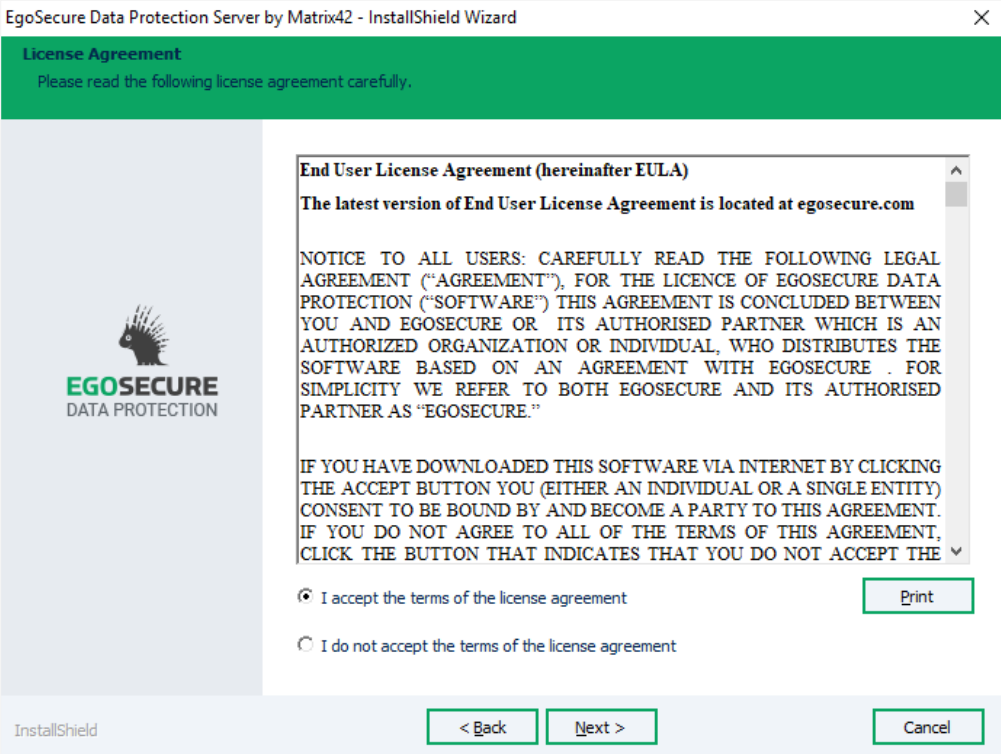 EgoSecure Data Protection Server by Matrix42 - InstallShield Wizard
License Agreement
Please read the following license agreement carefully.
EGOSECURE
DATA PROTECTION
End User License Agreement (hereinafter EULA)
The latest version of End User License Agreement is located at egosecure.com
NOTICE TO ALL USERS: CAREFULLY READ THE FOLLOWING LEGAL
AGREEMENT (“AGREEMENT”), FOR THE LICENCE OF EGOSECURE DATA
PROTECTION (“SOFTWARE”) THIS AGREEMENT IS CONCLUDED BETWEEN
YOU AND EGOSECURE OR ITS AUTHORISED PARTNER WHICH IS AN
AUTHORIZED ORGANIZATION OR INDIVIDUAL, WHO DISTRIBUTES THE
SOFTWARE BASED ON AN AGREEMENT WITH EGOSECURE . FOR
SIMPLICITY WE REFER TO BOTH EGOSECURE AND ITS AUTHORISED
PARTNER AS “EGOSECURE.”
IF YOU HAVE DOWNLOADED THIS SOFTWARE VIA INTERNET BY CLICKING
THE ACCEPT BUTTON YOU (EITHER AN INDIVIDUAL OR A SINGLE ENTITY)
CONSENT TO BE BOUND BY AND BECOME A PARTY TO THIS AGREEMENT.
IF YOU DO NOT AGREE TO ALL OF THE TERMS OF THIS AGREEMENT,
CLICK THE BUTTON THAT INDICATES THAT YOU DO NOT ACCEPT THE
I accept the terms of the license agreement
Print
I do not accept the terms of the license agreement
InstallShield
< Back
Next >
Cancel